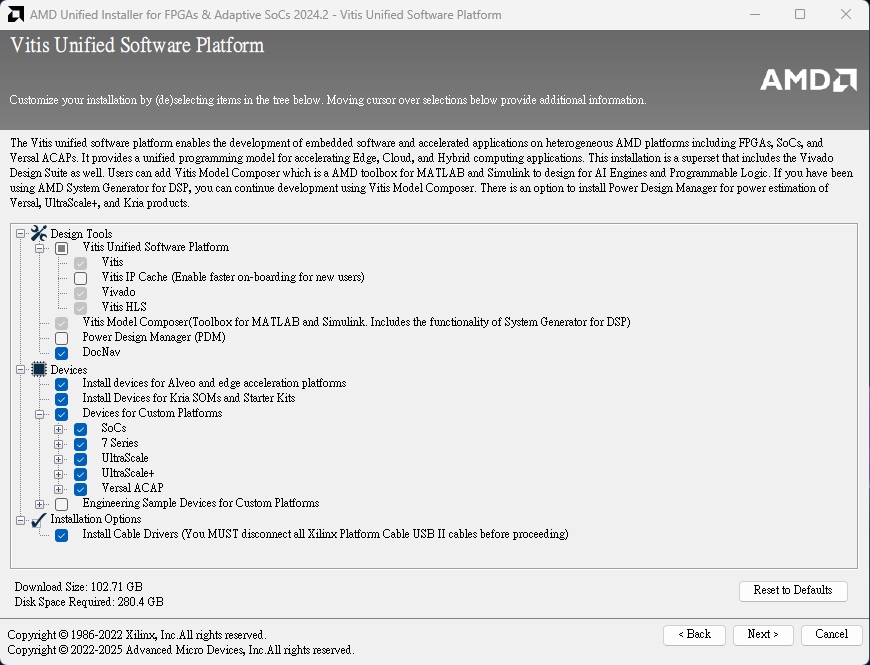 AMD Unified Installer for FPGAs & Adaptive SoCs 2024.2 - Vitis Unified Software Platform
Vitis Unified Software Platform
AMD
Customize your installation by (de)selecting items in the tree below. Moving cursor over selections below provide additional information.
The Vitis unified software platform enables the development of embedded software and accelerated applications on heterogeneous AMD platforms including FPGAs, SoCs, and
Versal ACAPs. It provides a unified programming model for accelerating Edge, Cloud, and Hybrid computing applications. This installation is a superset that includes the Vivado
Design Suite as well. Users can add Vitis Model Composer which is a AMD toolbox for MATLAB and Simulink to design for AI Engines and Programmable Logic. If you have been
using AMD System Generator for DSP, you can continue development using Vitis Model Composer. There is an option to install Power Design Manager for power estimation of
Versal, UltraScale+, and Kria products.
Design Tools
Vitis Unified Software Platform
Vitis
Vitis IP Cache (Enable faster on-boarding for new users)
Vivado
Vitis HLS
Vitis Model Composer(Toolbox for MATLAB and Simulink. Includes the functionality of System Generator for DSP)
Power Design Manager (PDM)
DocNav
Devices
Install devices for Alveo and edge acceleration platforms
Install Devices for Kria SOMs and Starter Kits
Devices for Custom Platforms
SoCs
7 Series
UltraScale
UltraScale+
Versal ACAP
Engineering Sample Devices for Custom Platforms
Installation Options
Install Cable Drivers (You MUST disconnect all Xilinx Platform Cable USB II cables before proceeding)
Download Size: 102.71 GB
Disk Space Required: 280.4 GB
Reset to Defaults
Copyright © 1986-2022 Xilinx, Inc.All rights reserved.
Copyright © 2022-2025 Advanced Micro Devices, Inc.All rights reserved.
< Back
Next >
Cancel